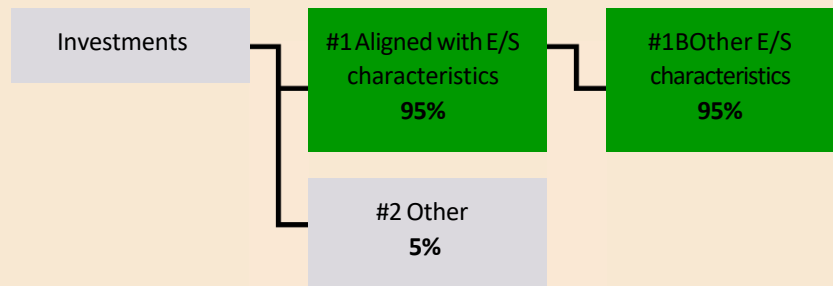 Investments
#1 Aligned with E/S
characteristics
95%
#1BOther E/S
characteristics
95%
#2 Other
5%